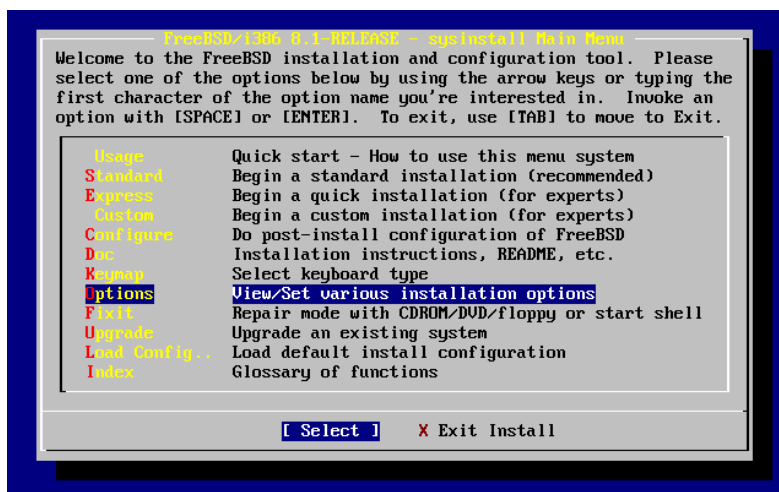 FreeBSD/i386 8.1-RELEASE - sysinstall Main Menu
Welcome to the FreeBSD installation and configuration tool.  Please
select one of the options below by using the arrow keys or typing the
first character of the option name you're interested in.  Invoke an
option with [SPACE] or [ENTER].  To exit, use [TAB] to move to Exit.
Usage Quick start - How to use this menu system
Standard Begin a standard installation (recommended)
Express Begin a quick installation (for experts)
Custom Begin a custom installation (for experts)
Configure Do post-install configuration of FreeBSD
Doc Installation instructions, README, etc.
Keymap Select keyboard type
Options View/Set various installation options
Fixit Repair mode with CDROM/DVD/floppy or start shell
Upgrade Upgrade an existing system
Load Config.. Load default install configuration
Index Glossary of functions
[ Select ] X Exit Install